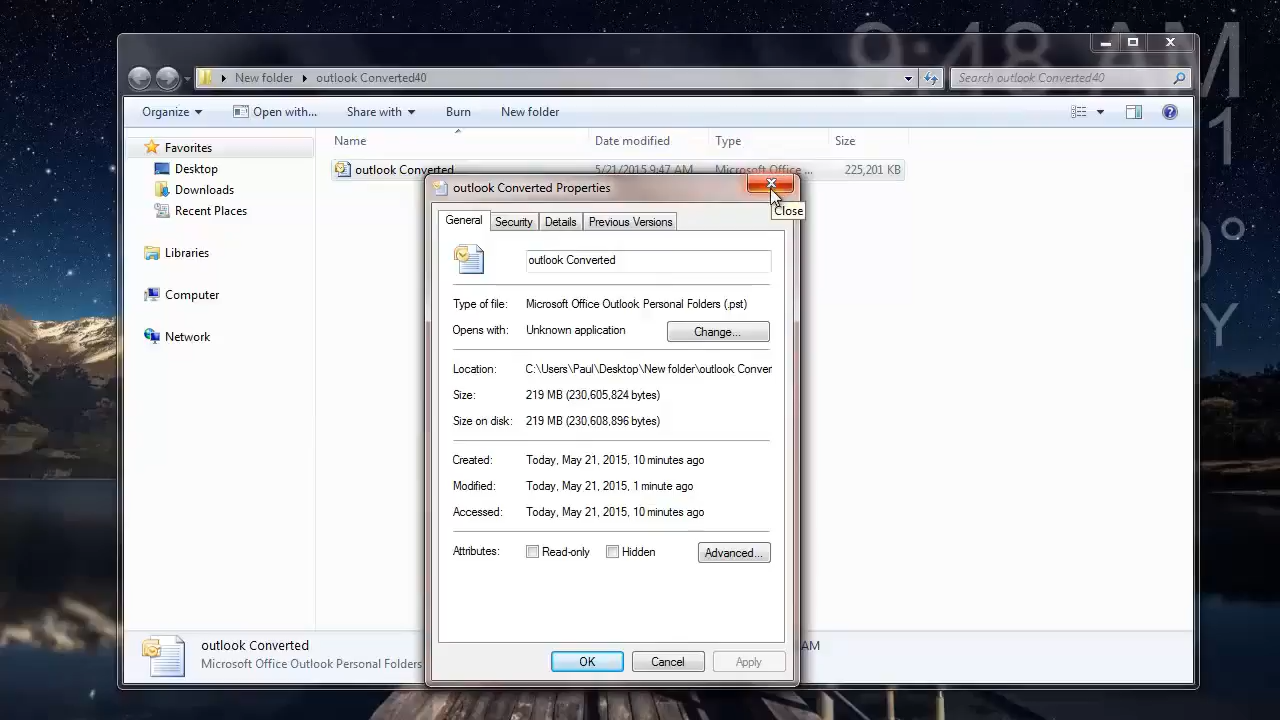 9:48 AM
New folder
outlook Converted40
Search outlook Converted40
Organize
Open with...
Share with
Burn
New folder
Name
Date modified
Type
Size
Favorites
Desktop
Downloads
Recent Places
Libraries
Computer
Network
outlook Converted
5/21/2015 9:47 AM
Microsoft Office ...
225,201 KB
outlook Converted Properties
Close
General
Security
Details
Previous Versions
outlook Converted
Type of file:
Microsoft Office Outlook Personal Folders (.pst)
Opens with:
Unknown application
Change...
Location:
C:\Users\Paul\Desktop\New folder\outlook Conver
Size:
219 MB (230,605,824 bytes)
Size on disk:
219 MB (230,608,896 bytes)
Created:
Today, May 21, 2015, 10 minutes ago
Modified:
Today, May 21, 2015, 1 minute ago
Accessed:
Today, May 21, 2015, 10 minutes ago
Attributes:
Read-only
Hidden
Advanced...
OK
Cancel
Apply
outlook Converted
Microsoft Office Outlook Personal Folders
AM